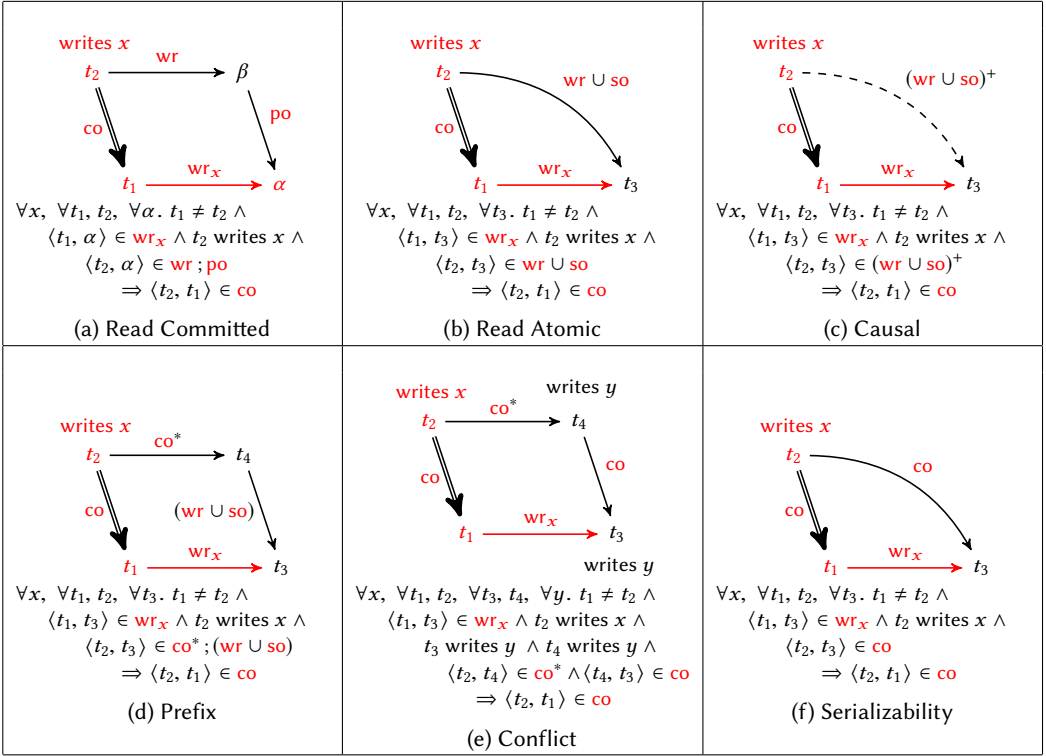 writes x
t₂
wr
β
co
po
t₁
wrₓ
α
∀x, ∀t₁, t₂, ∀α. t₁ ≠ t₂ ∧
⟨t₁, α⟩ ∈ wrₓ ∧ t₂ writes x ∧
⟨t₂, α⟩ ∈ wr ; po
⇒ ⟨t₂, t₁⟩ ∈ co
(a) Read Committed
writes x
t₂
wr ∪ so
co
t₁
wrₓ
t₃
∀x, ∀t₁, t₂, ∀t₃. t₁ ≠ t₂ ∧
⟨t₁, t₃⟩ ∈ wrₓ ∧ t₂ writes x ∧
⟨t₂, t₃⟩ ∈ wr ∪ so
⇒ ⟨t₂, t₁⟩ ∈ co
(b) Read Atomic
writes x
t₂
(wr ∪ so)⁺
co
t₁
wrₓ
t₃
∀x, ∀t₁, t₂, ∀t₃. t₁ ≠ t₂ ∧
⟨t₁, t₃⟩ ∈ wrₓ ∧ t₂ writes x ∧
⟨t₂, t₃⟩ ∈ (wr ∪ so)⁺
⇒ ⟨t₂, t₁⟩ ∈ co
(c) Causal
writes x
t₂
co*
t₄
co
(wr ∪ so)
t₁
wrₓ
t₃
∀x, ∀t₁, t₂, ∀t₃. t₁ ≠ t₂ ∧
⟨t₁, t₃⟩ ∈ wrₓ ∧ t₂ writes x ∧
⟨t₂, t₃⟩ ∈ co* ; (wr ∪ so)
⇒ ⟨t₂, t₁⟩ ∈ co
(d) Prefix
writes x
writes y
t₂
co*
t₄
co
co
t₁
wrₓ
t₃
writes y
∀x, ∀t₁, t₂, ∀t₃, t₄, ∀y. t₁ ≠ t₂ ∧
⟨t₁, t₃⟩ ∈ wrₓ ∧ t₂ writes x ∧
t₃ writes y ∧ t₄ writes y ∧
⟨t₂, t₄⟩ ∈ co* ∧ ⟨t₄, t₃⟩ ∈ co
⇒ ⟨t₂, t₁⟩ ∈ co
(e) Conflict
writes x
t₂
co
co
t₁
wrₓ
t₃
∀x, ∀t₁, t₂, ∀t₃. t₁ ≠ t₂ ∧
⟨t₁, t₃⟩ ∈ wrₓ ∧ t₂ writes x ∧
⟨t₂, t₃⟩ ∈ co
⇒ ⟨t₂, t₁⟩ ∈ co
(f) Serializability